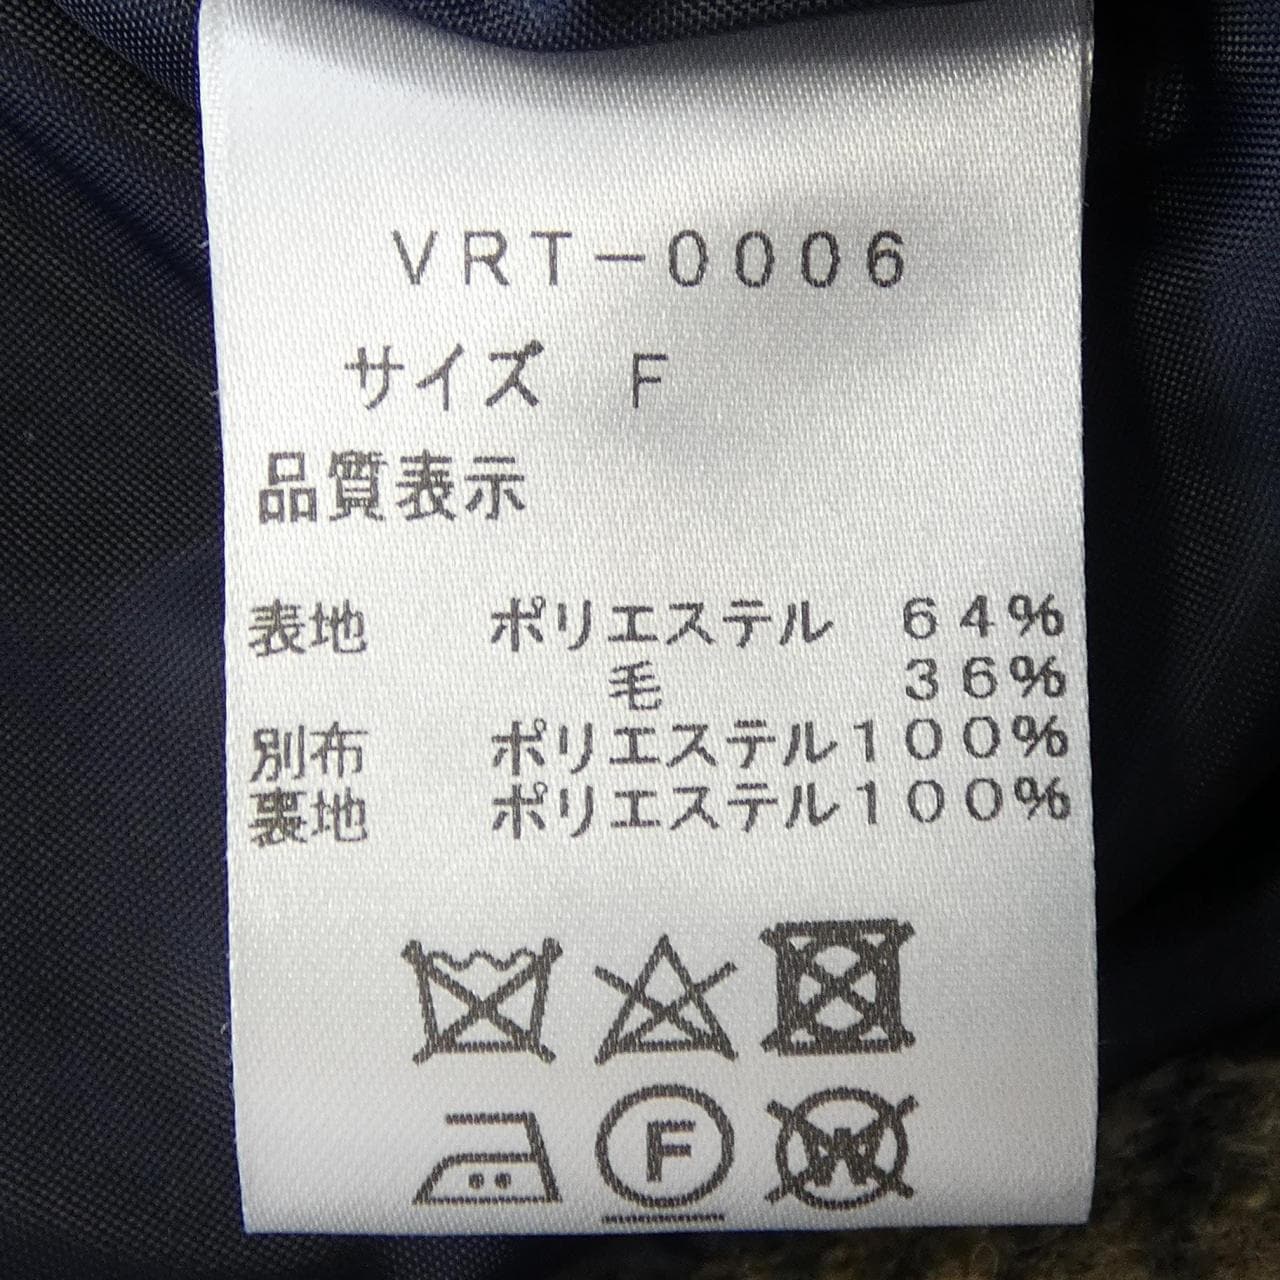 VRT-0006
サイズ F
品質表示
表地 ポリエステル 64%
毛 36%
別布 ポリエステル100%
裏地 ポリエステル100%
F
W